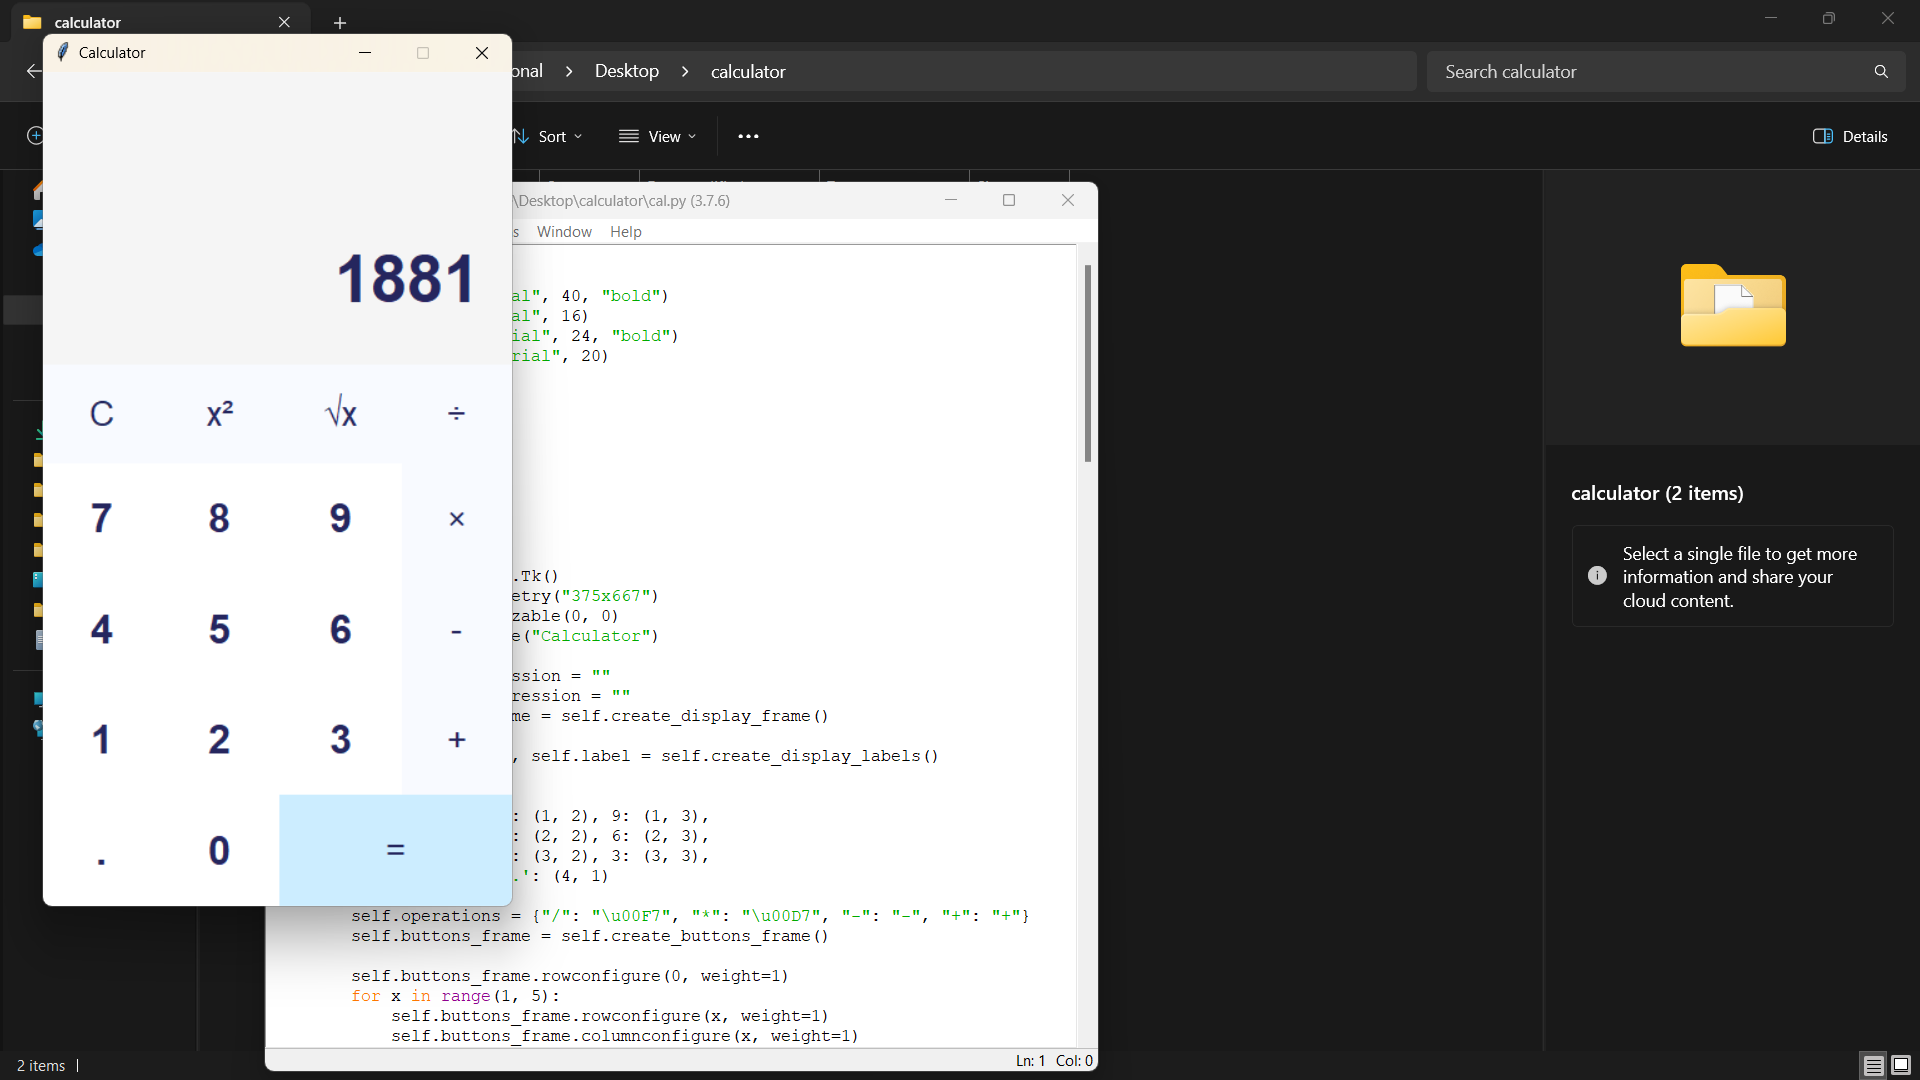 calculator
Calculator
onal > Desktop > calculator
Search calculator
Sort
View
Details
\Desktop\calculator\cal.py (3.7.6)
s Window Help
1881
al", 40, "bold")
al", 16)
ial", 24, "bold")
rial", 20)
C x² √x ÷
7 8 9 ×
4 5 6 -
1 2 3 +
. 0 =
.Tk()
etry("375x667")
zable(0, 0)
e("Calculator")
ssion = ""
ression = ""
me = self.create_display_frame()
, self.label = self.create_display_labels()
: (1, 2), 9: (1, 3),
: (2, 2), 6: (2, 3),
: (3, 2), 3: (3, 3),
.': (4, 1)
self.operations = {"/": "\u00F7", "*": "\u00D7", "-": "-", "+": "+"}
self.buttons_frame = self.create_buttons_frame()
self.buttons_frame.rowconfigure(0, weight=1)
for x in range(1, 5):
self.buttons_frame.rowconfigure(x, weight=1)
self.buttons_frame.columnconfigure(x, weight=1)
Ln: 1 Col: 0
calculator (2 items)
Select a single file to get more
information and share your
cloud content.
2 items